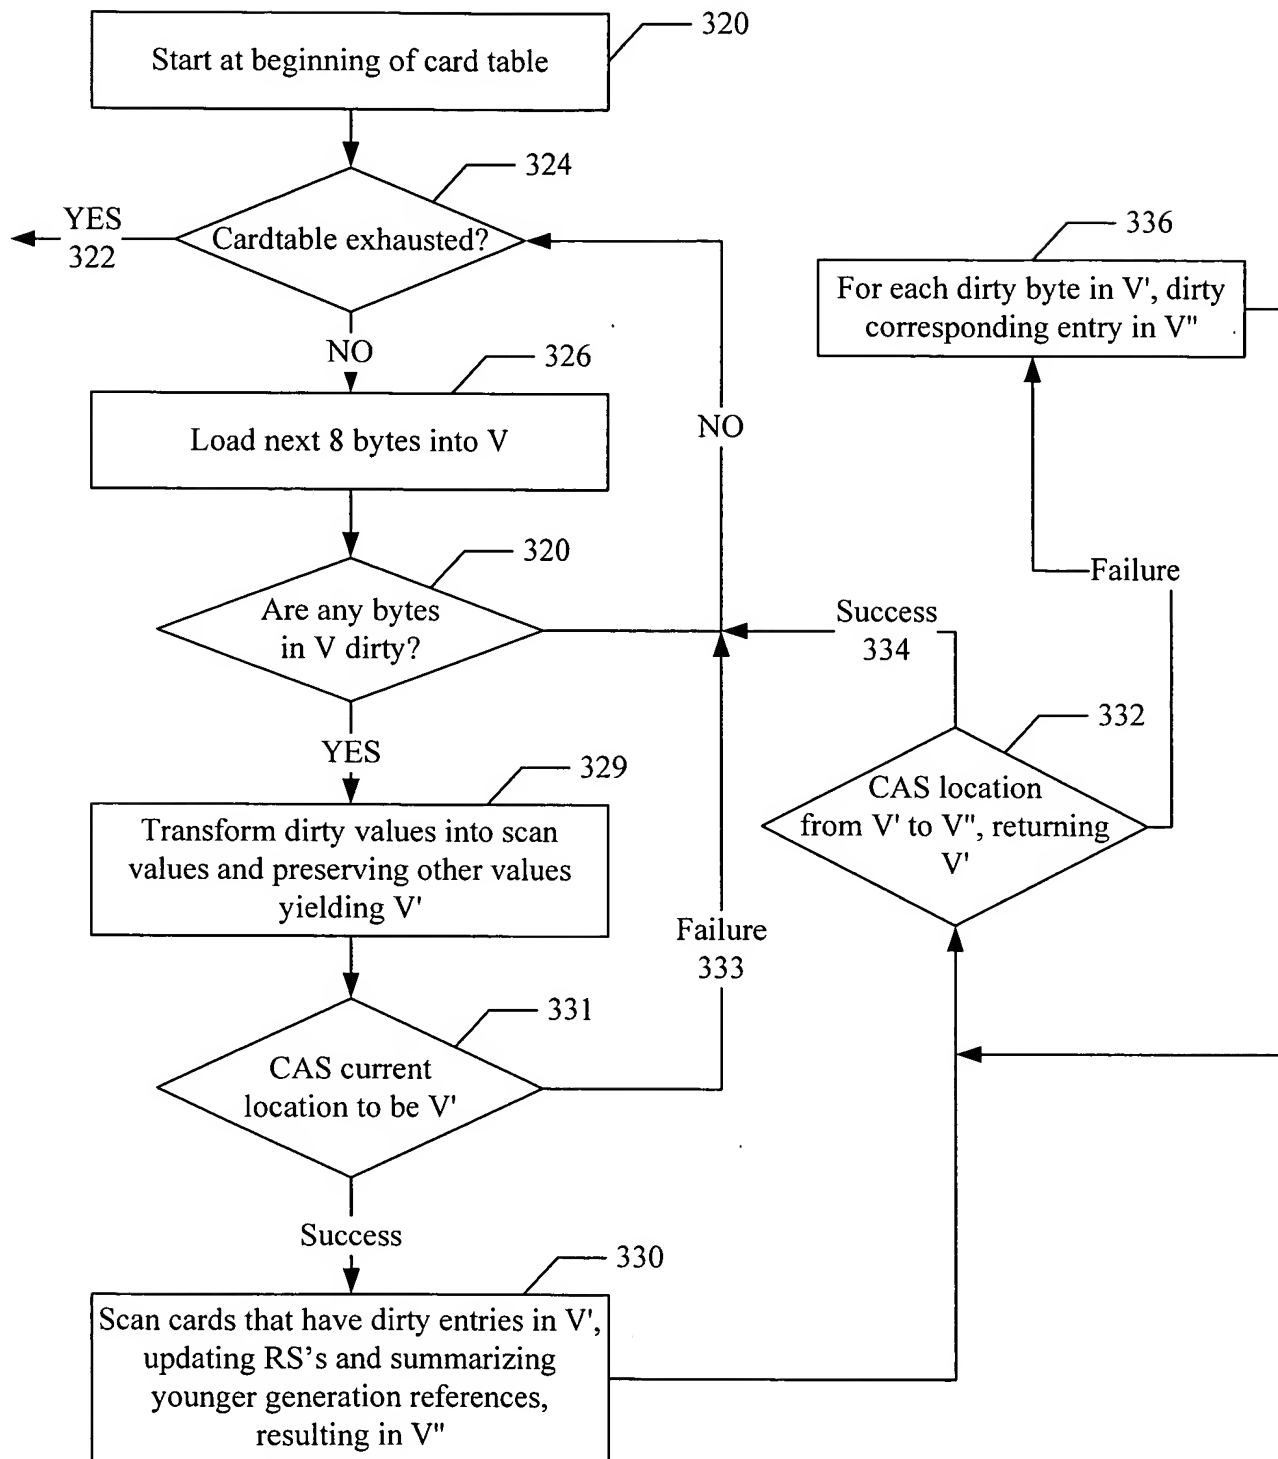 320
Start at beginning of card table
324
YES
322
Cardtable exhausted?
336
For each dirty byte in V', dirty
corresponding entry in V"
NO
326
Load next 8 bytes into V
NO
320
Are any bytes
in V dirty?
Failure
Success
334
YES
332
329
CAS location
from V' to V", returning
V'
Transform dirty values into scan
values and preserving other values
yielding V'
Failure
333
331
CAS current
location to be V'
Success
330
Scan cards that have dirty entries in V',
updating RS's and summarizing
younger generation references,
resulting in V"